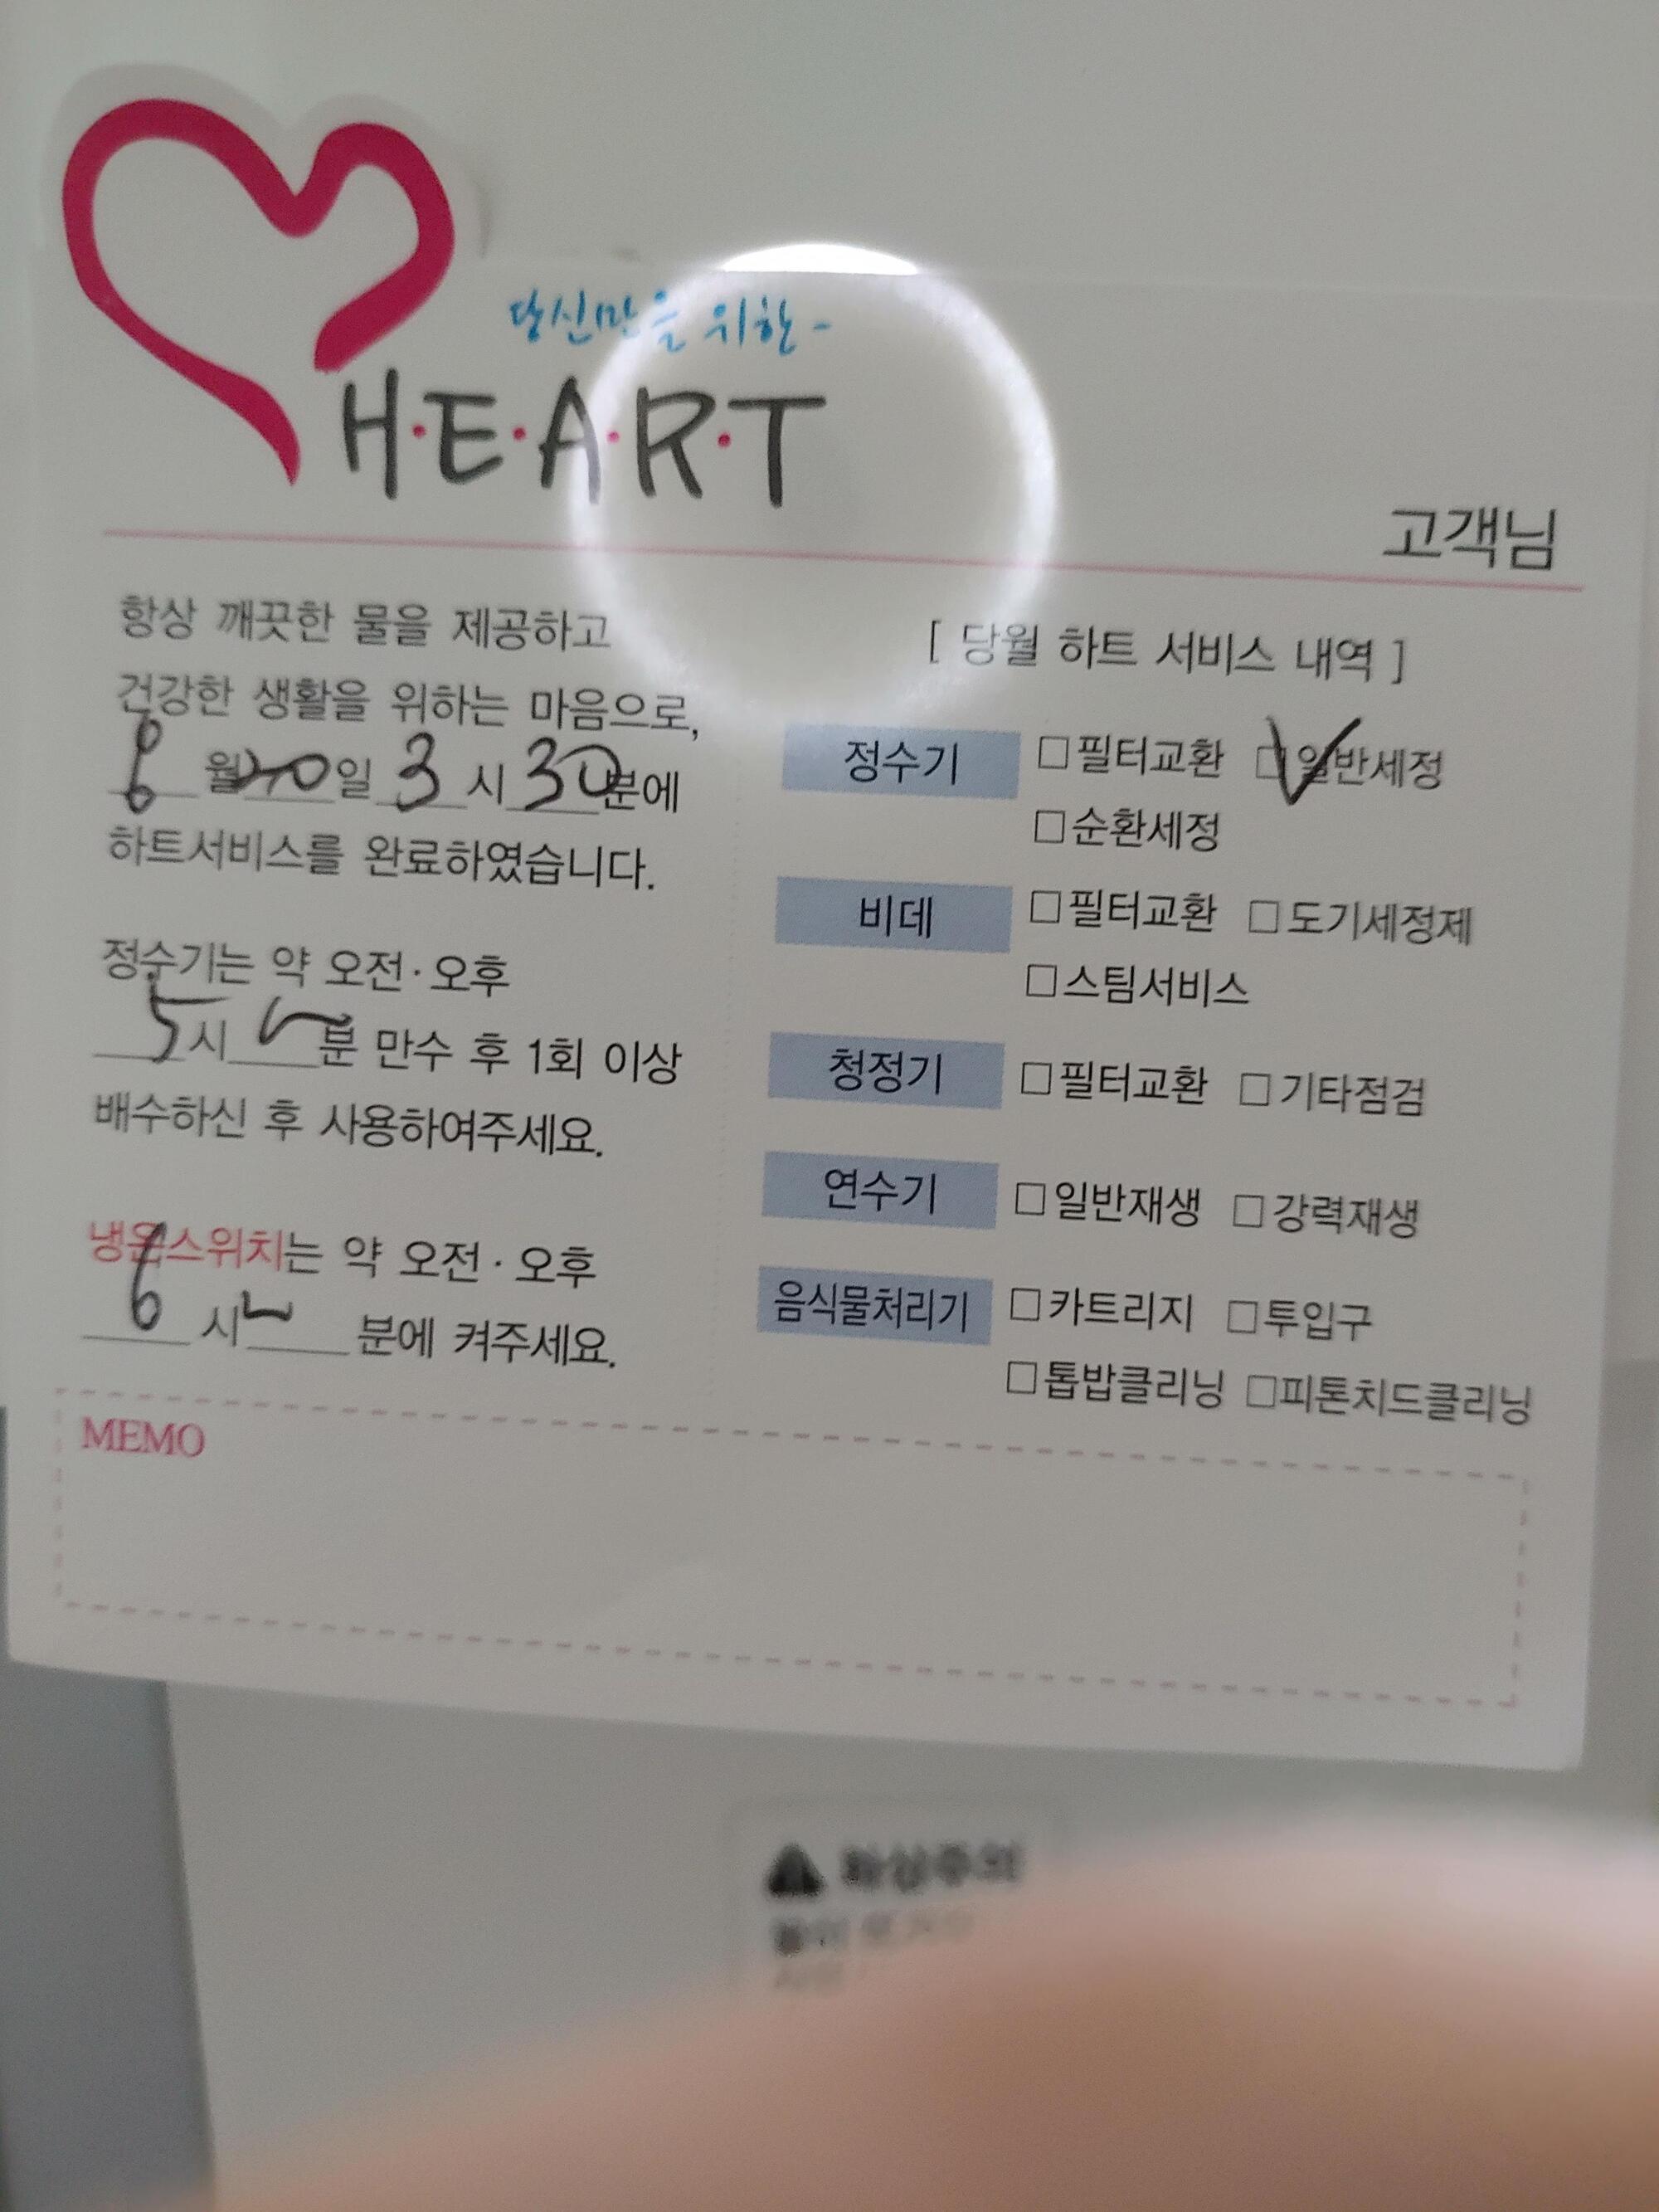 당신만을 위한-
H·E·A·R·T
고객님
항상 깨끗한 물을 제공하고
건강한 생활을 위하는 마음으로,
6 월 20 일 3 시 30 분에
하트서비스를 완료하였습니다.
정수기는 약 오전·오후
5 시 분 만수 후 1회 이상
배수하신 후 사용하여주세요.
냉온스위치는 약 오전·오후
6 시 분에 켜주세요.
[ 당월 하트 서비스 내역 ]
정수기 □필터교환 □일반세정
□순환세정
비데 □필터교환 □도기세정제
□스팀서비스
청정기 □필터교환 □기타점검
연수기 □일반재생 □강력재생
음식물처리기 □카트리지 □투입구
□톱밥클리닝 □피톤치드클리닝
MEMO
화상주의